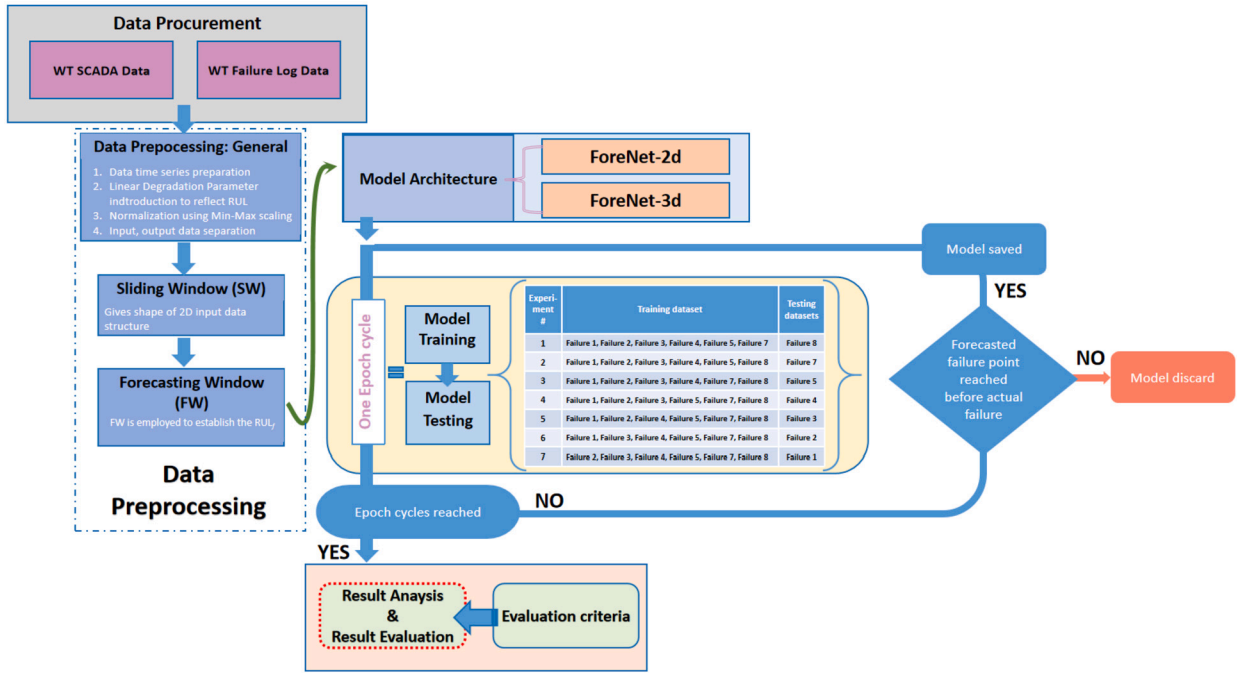 Data Procurement
WT SCADA Data
WT Failure Log Data
Data Prepocessing: General
1. Data time series preparation
2. Linear Degradation Parameter
indtroduction to reflect RUL
3. Normalization using Min-Max scaling
4. Input, output data separation
Sliding Window (SW)
Gives shape of 2D input data
structure
Forecasting Window
(FW)
FW is employed to establish the RULf
Data
Preprocessing
Model Architecture
ForeNet-2d
ForeNet-3d
One Epoch cycle
=
Model
Training
Model
Testing
Experi-
ment
#
Training dataset
Testing
datasets
1 Failure 1, Failure 2, Failure 3, Failure 4, Failure 5, Failure 7 Failure 8
2 Failure 1, Failure 2, Failure 3, Failure 4, Failure 5, Failure 8 Failure 7
3 Failure 1, Failure 2, Failure 3, Failure 4, Failure 7, Failure 8 Failure 5
4 Failure 1, Failure 2, Failure 3, Failure 5, Failure 7, Failure 8 Failure 4
5 Failure 1, Failure 2, Failure 4, Failure 5, Failure 7, Failure 8 Failure 3
6 Failure 1, Failure 3, Failure 4, Failure 5, Failure 7, Failure 8 Failure 2
7 Failure 2, Failure 3, Failure 4, Failure 5, Failure 7, Failure 8 Failure 1
Model saved
YES
Forecasted
failure point
reached
before actual
failure
NO
Model discard
NO
Epoch cycles reached
YES
Result Anaysis
&
Result Evaluation
Evaluation criteria